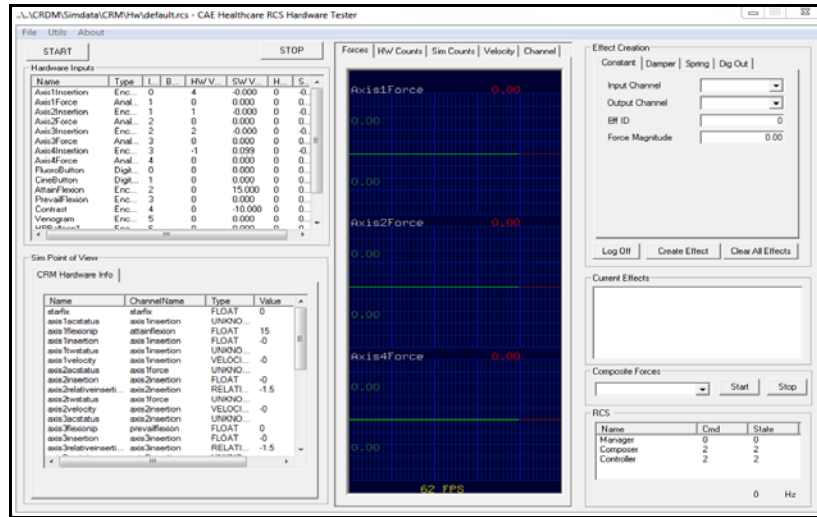 ..\..\CRDM\Simdata\CRM\Hw\default.rcs - CAE Healthcare RCS Hardware Tester
File Utils About
START STOP
Hardware Inputs
Name Type I... B... HW V... SW V... H... S...
Axis1Insertion Enc... 0 4 -0.000 0 -0...
Axis1Force Anal... 1 0 0.000 0 0...
Axis2Insertion Enc... 1 1 -0.000 0 -0...
Axis2Force Anal... 2 0 0.000 0 0...
Axis3Insertion Enc... 2 2 -0.000 0 -0...
Axis3Force Anal... 3 0 0.000 0 0...
Axis4Insertion Enc... 3 -1 0.099 0 -0...
Axis4Force Anal... 4 0 0.000 0 0...
FluoroButton Digit... 0 0 0.000 0 0...
CineButton Digit... 1 0 0.000 0 0...
AttainFlexion Enc... 2 0 15.000 0 0...
PrevailFlexion Enc... 3 0 0.000 0 0...
Contrast Enc... 4 0 -10.000 0 0...
Venogram Enc... 5 0 0.000 0 0...
Sim Point of View
CRM Hardware Info
Name ChannelName Type Value
starfix starfix FLOAT 0
axis1acstatus axis1insertion UNKNO...
axis1flexionip attainflexion FLOAT 15
axis1insertion axis1insertion FLOAT -0
axis1twstatus axis1insertion UNKNO...
axis1velocity axis1insertion VELOCI... -0
axis2acstatus axis1force UNKNO...
axis2insertion axis2insertion FLOAT -0
axis2relativeinserti... axis2insertion RELATI... -1.5
axis2twstatus axis1force UNKNO...
axis2velocity axis2insertion VELOCI... -0
axis3acstatus axis2insertion UNKNO...
axis3flexionip prevailflexion FLOAT 0
axis3insertion axis3insertion FLOAT -0
axis3relativeinserti... axis3insertion RELATI... -1.5
Forces HW Counts Sim Counts Velocity Channel
Axis1Force 0.00
0.00
0.00
Axis2Force 0.00
0.00
0.00
Axis4Force 0.00
0.00
0.00
62 FPS
Effect Creation
Constant Damper Spring Dig Out
Input Channel
Output Channel
Eff ID 0
Force Magnitude 0.00
Log Off Create Effect Clear All Effects
Current Effects
Composite Forces
Start Stop
RCS
Name Cmd State
Manager 0 0
Composer 2 2
Controller 2 2
0 Hz